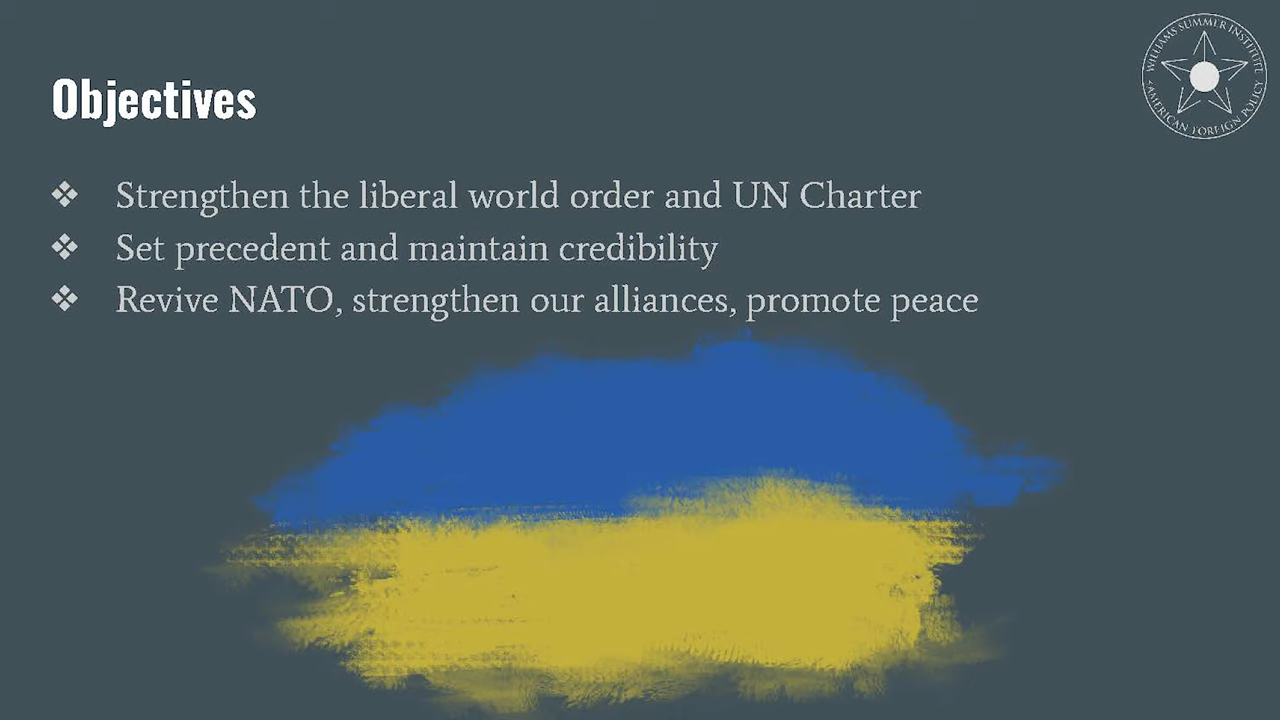 WILLIAMS SUMMER INSTITUTE
AMERICAN FOREIGN POLICY
Objectives
❖ Strengthen the liberal world order and UN Charter
❖ Set precedent and maintain credibility
❖ Revive NATO, strengthen our alliances, promote peace